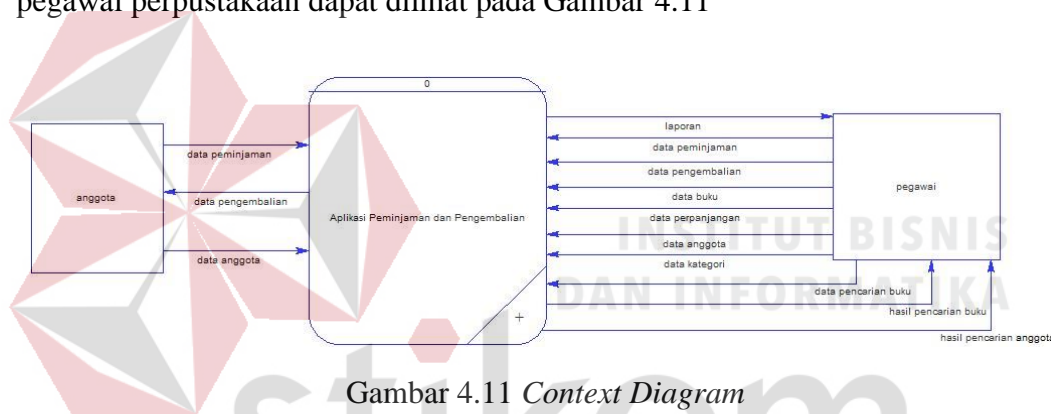 pegawai perpustakaan dapat dilihat pada Gambar 4.11
0
anggota
data peminjaman
data pengembalian
data anggota
Aplikasi Peminjaman dan Pengembalian
+
laporan
data peminjaman
data pengembalian
data buku
data perpanjangan
data anggota
data kategori
pegawai
data pencarian buku
hasil pencarian buku
hasil pencarian anggota
INSTITUT BISNIS
DAN INFORMATIKA
stikom
Gambar 4.11 Context Diagram